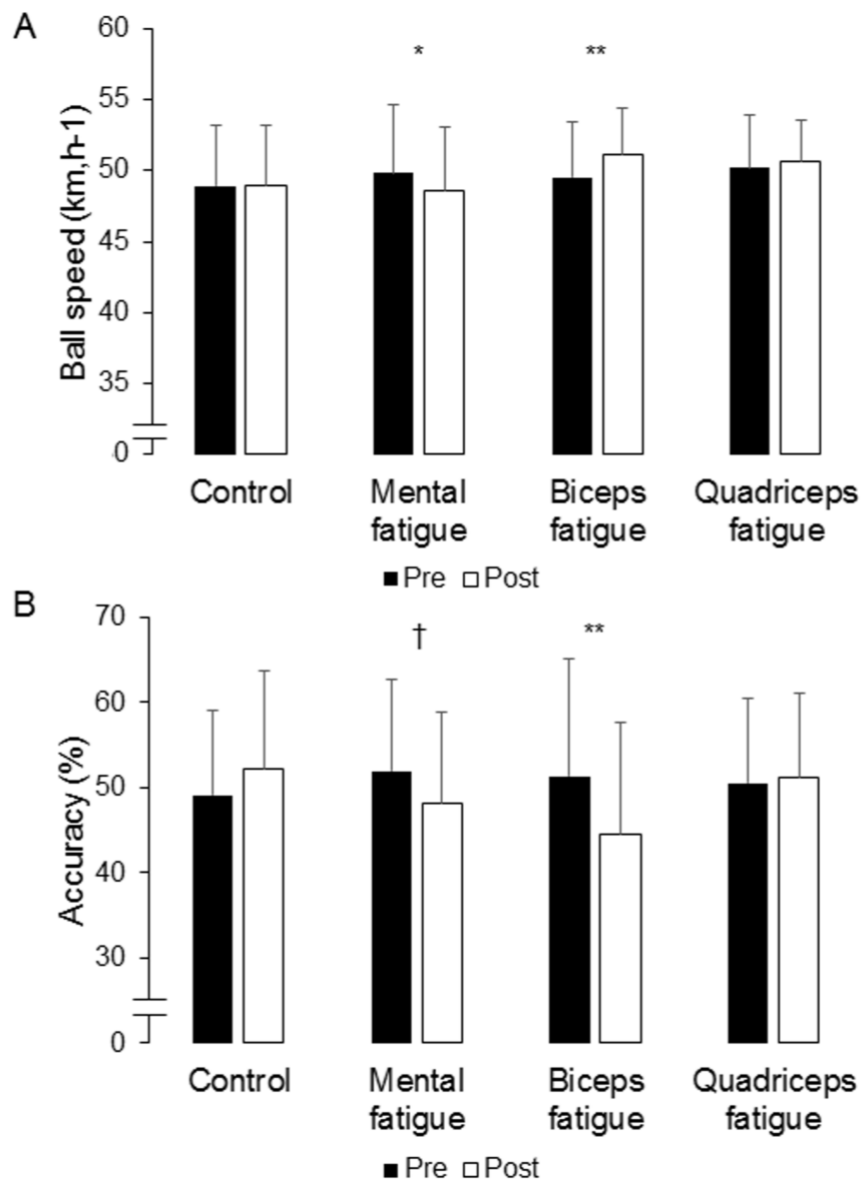 A
60
* **
55
50
45
40
35
0
Ball speed (km,h-1)
Control Mental fatigue Biceps fatigue Quadriceps fatigue
■Pre □Post
B
70
† **
60
50
40
30
0
Accuracy (%)
Control Mental fatigue Biceps fatigue Quadriceps fatigue
■Pre □Post